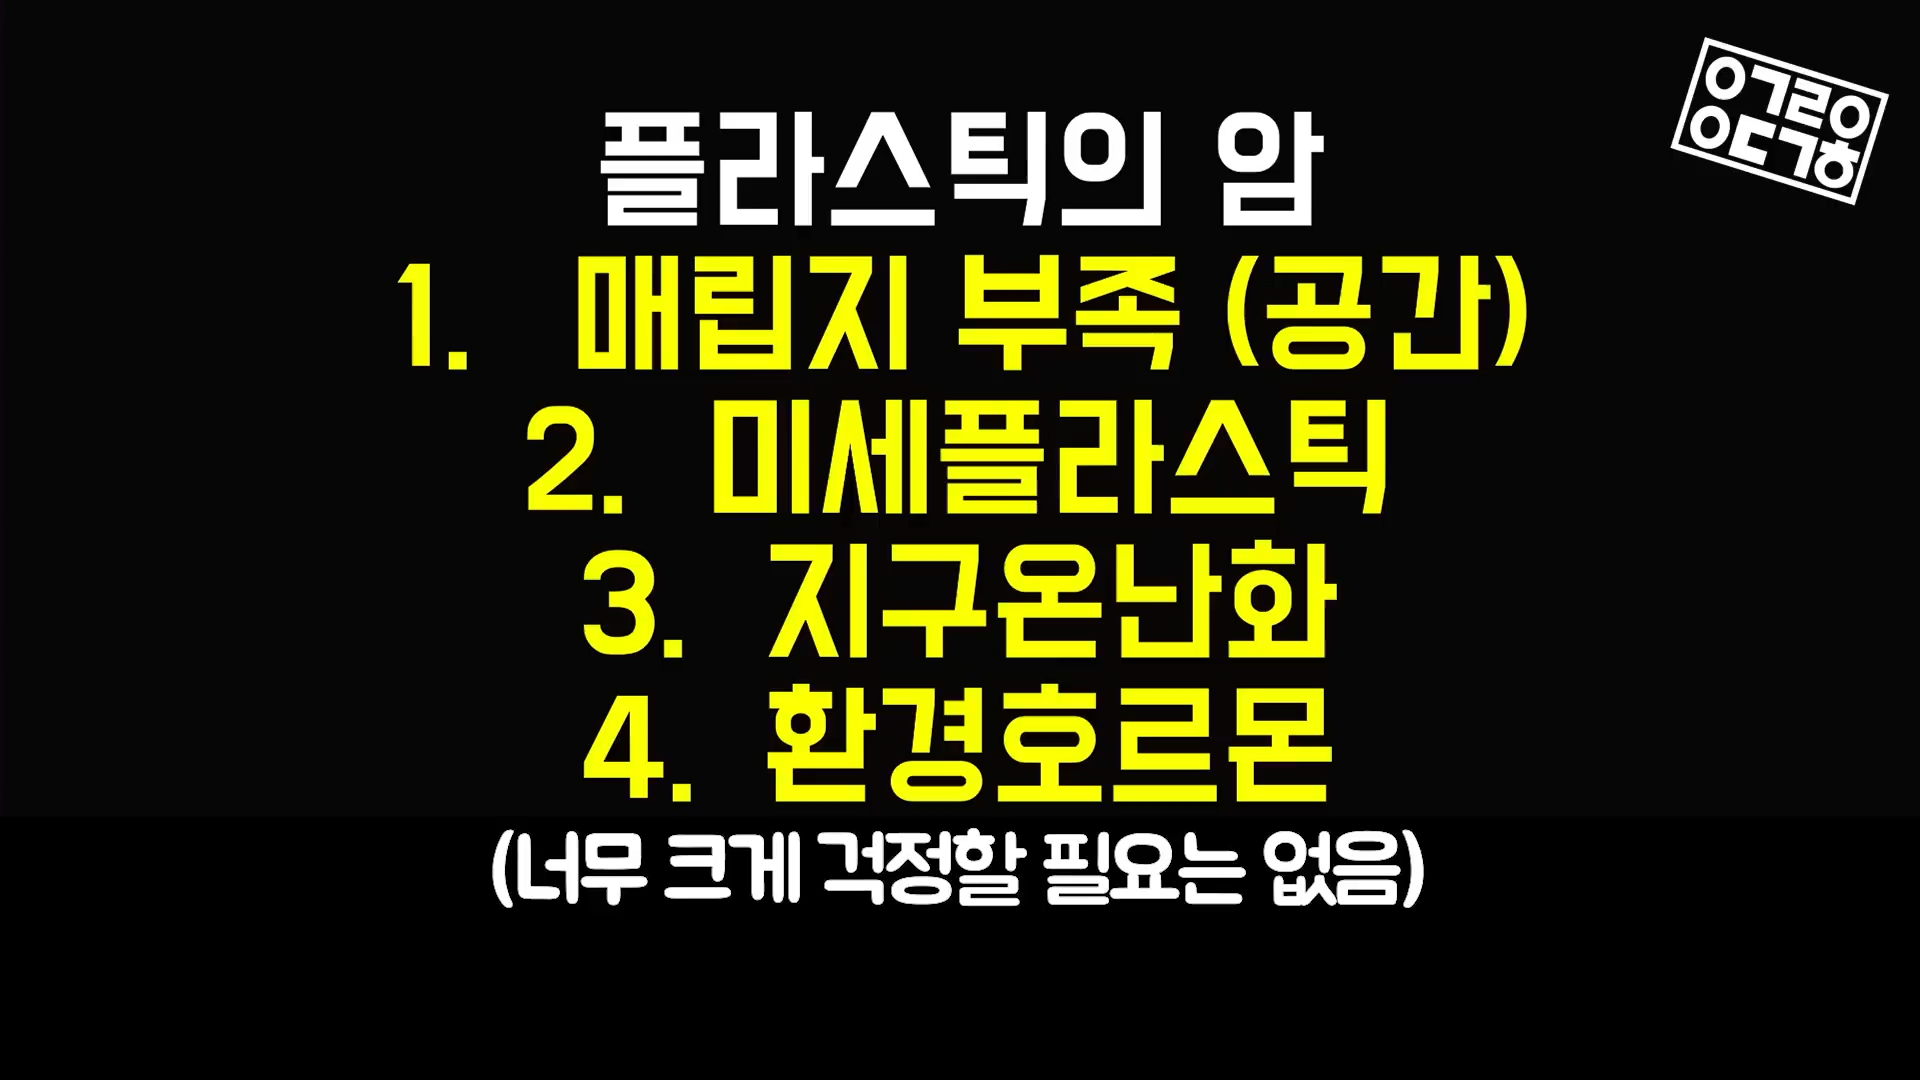 플라스틱의 암
1. 매립지 부족 (공간)
2. 미세플라스틱
3. 지구온난화
4. 환경호르몬
(너무 크게 걱정할 필요는 없음)